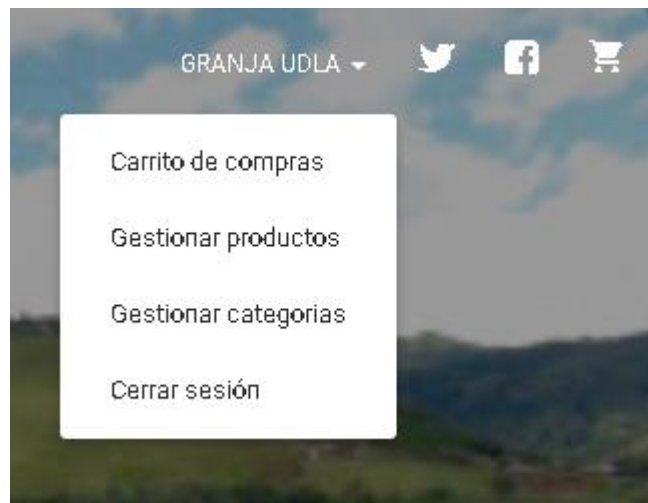 GRANJA UDLA
Carrito de compras
Gestionar productos
Gestionar categorias
Cerrar sesión